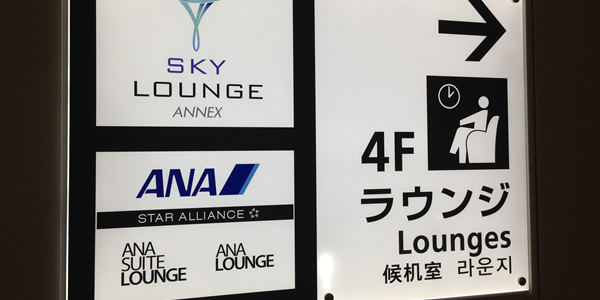 SKY
LOUNGE
ANNEX
ANA
STAR ALLIANCE
ANA
SUITE
LOUNGE
ANA
LOUNGE
4F
ラウンジ
Lounges
候机室 라운지